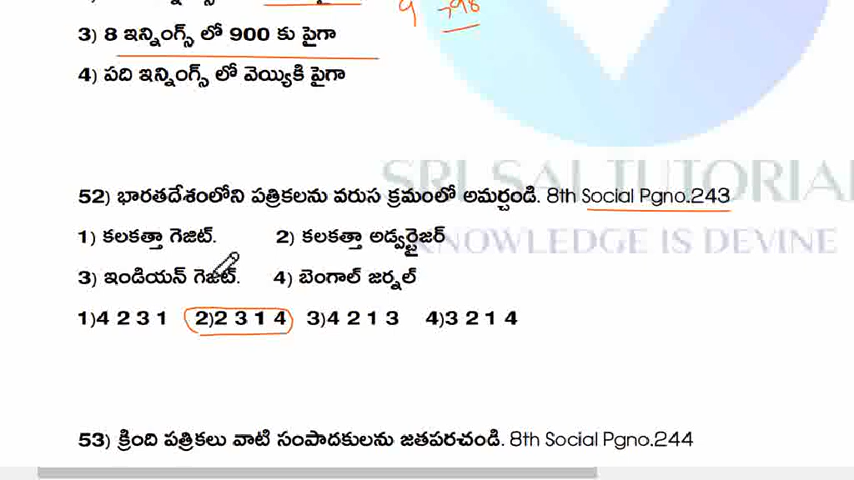 3) 8 ఇన్నింగ్స్ లో 900 కు పైగా
9 798
4) పది ఇన్నింగ్స్ లో వెయ్యికి పైగా
SRI SAI TUTORIA
KNOWLEDGE IS DEVINE
52) భారతదేశంలోని పత్రికలను వరుస క్రమంలో అమర్చండి. 8th Social Pgno.243
1) కలకత్తా గెజిట్. 2) కలకత్తా అడ్వర్టైజర్
3) ఇండియన్ గెజిట్. 4) బెంగాల్ జర్నల్
1)4 2 3 1 2)2 3 1 4 3)4 2 1 3 4)3 2 1 4
53) క్రింది పత్రికలు వాటి సంపాదకులను జతపరచండి. 8th Social Pgno.244